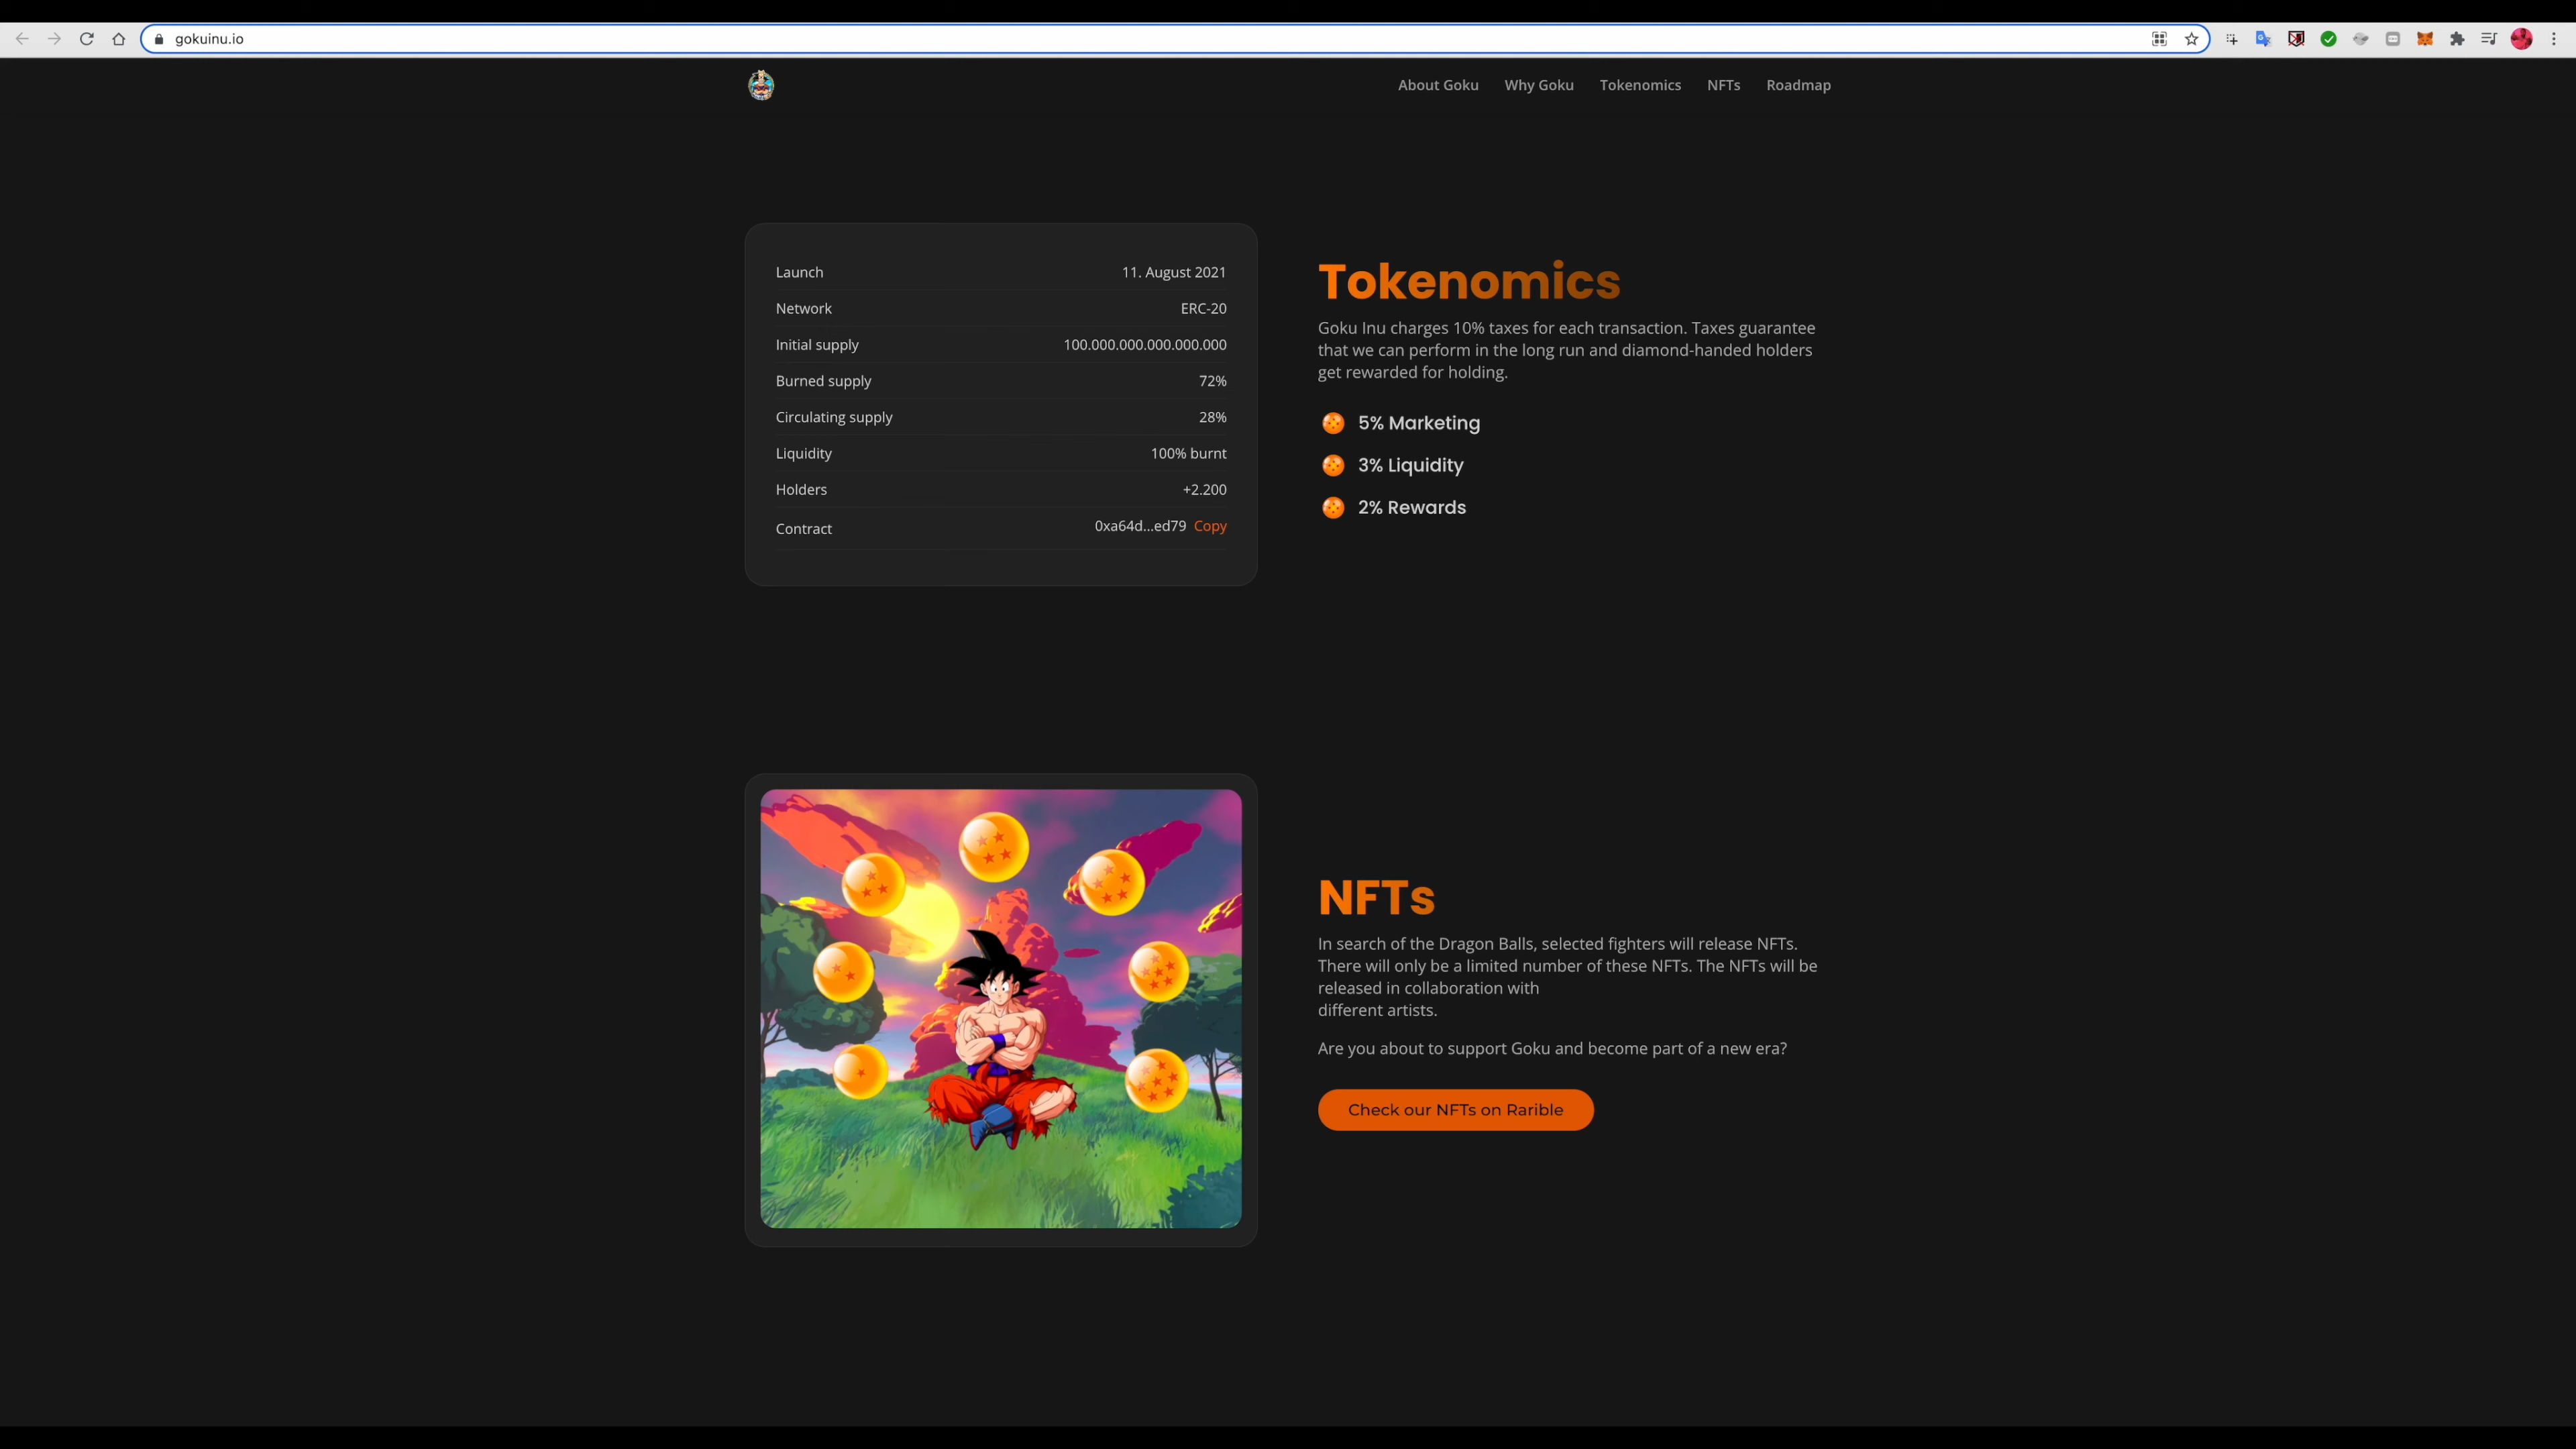 gokuinu.io
About Goku Why Goku Tokenomics NFTs Roadmap
Launch 11. August 2021
Network ERC-20
Initial supply 100.000.000.000.000.000
Burned supply 72%
Circulating supply 28%
Liquidity 100% burnt
Holders +2.200
Contract 0xa64d...ed79 Copy
Tokenomics
Goku Inu charges 10% taxes for each transaction. Taxes guarantee
that we can perform in the long run and diamond-handed holders
get rewarded for holding.
5% Marketing
3% Liquidity
2% Rewards
NFTs
In search of the Dragon Balls, selected fighters will release NFTs.
There will only be a limited number of these NFTs. The NFTs will be
released in collaboration with
different artists.
Are you about to support Goku and become part of a new era?
Check our NFTs on Rarible